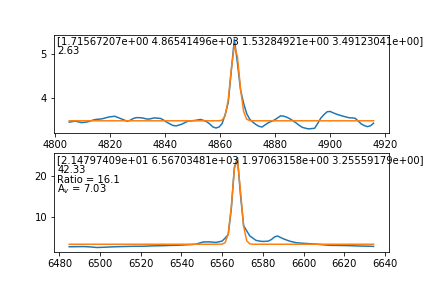 [1.71567207e+00 4.86541496e+03 1.53284921e+00 3.49123041e+00]
2.63
5
4
4800 4820 4840 4860 4880 4900 4920
[2.14797409e+01 6.56703481e+03 1.97063158e+00 3.25559179e+00]
42.33
Ratio = 16.1
Aᵥ = 7.03
20
10
6480 6500 6520 6540 6560 6580 6600 6620 6640